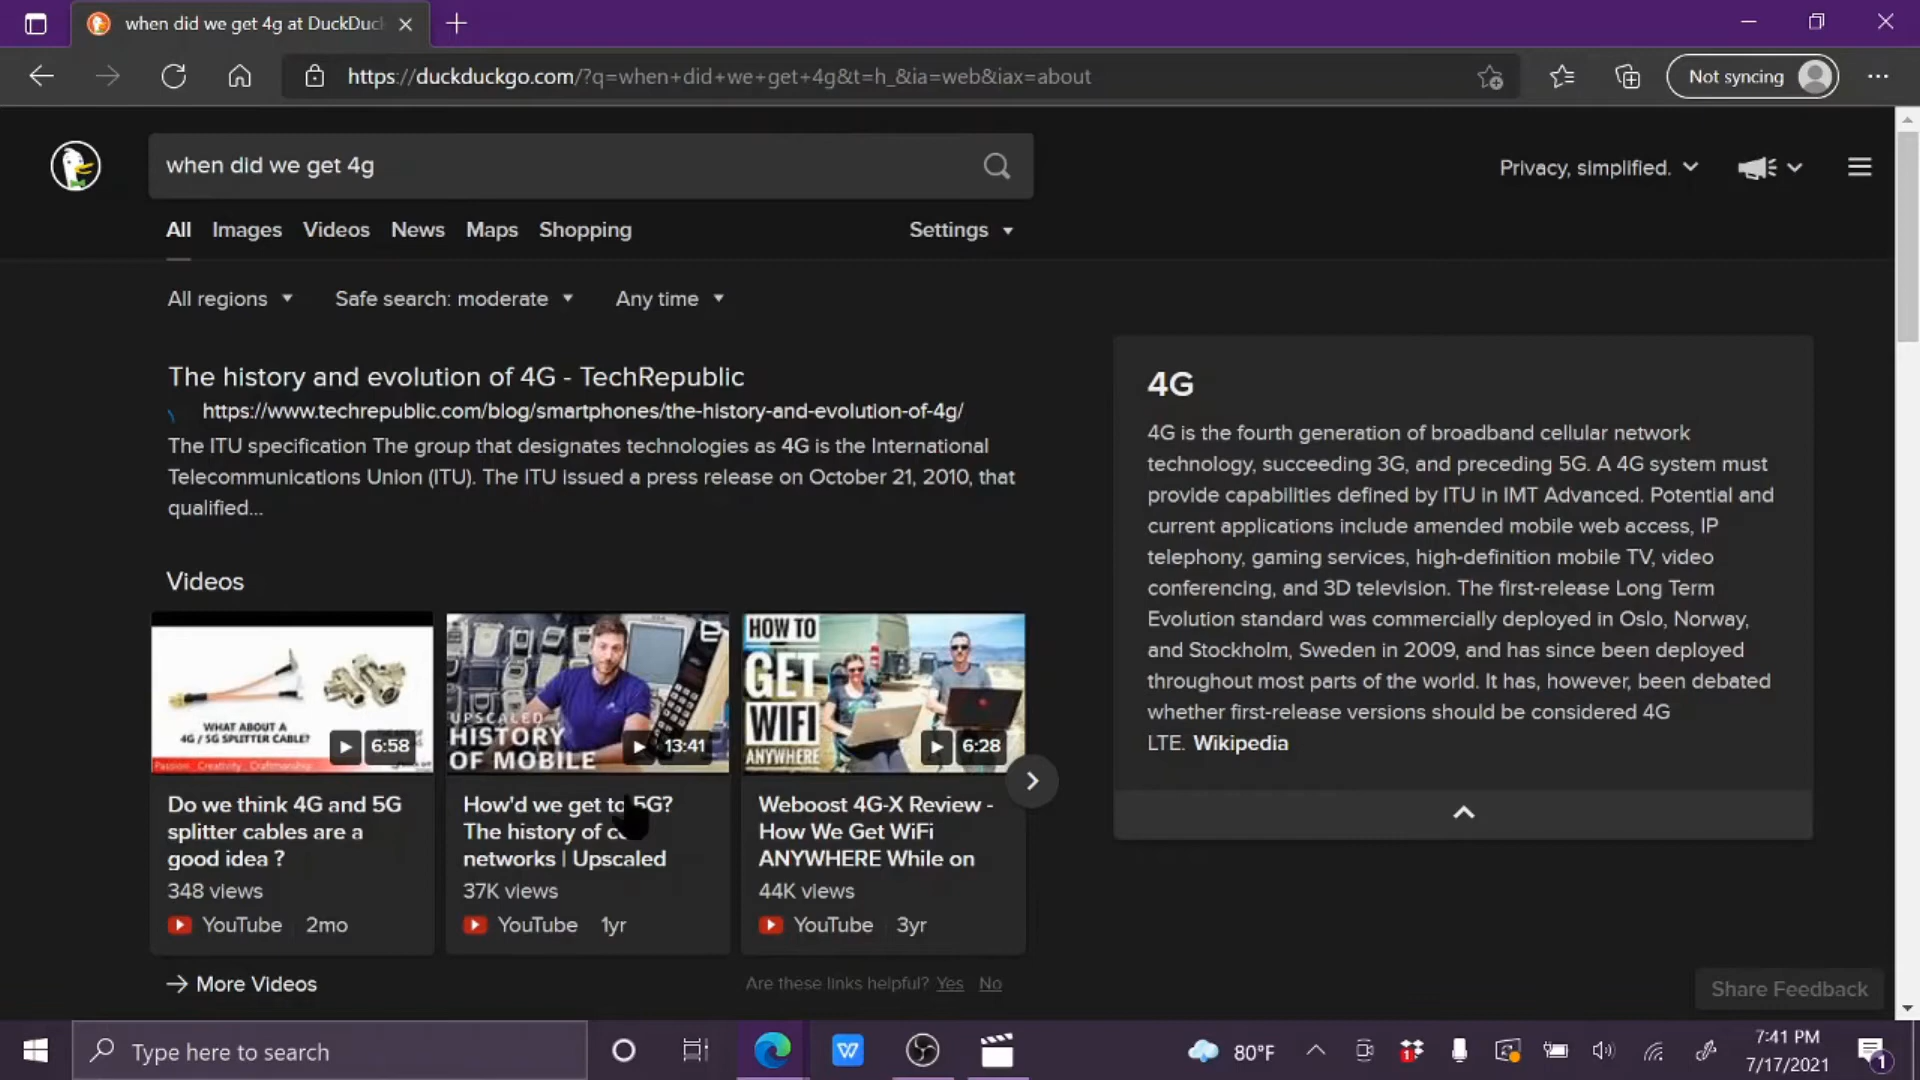 when did we get 4g at DuckDuc
https://duckduckgo.com/?q=when+did+we+get+4g&t=h_&ia=web&iax=about
Not syncing
when did we get 4g
Privacy, simplified.
All Images Videos News Maps Shopping
Settings
All regions
Safe search: moderate
Any time
The history and evolution of 4G - TechRepublic
https://www.techrepublic.com/blog/smartphones/the-history-and-evolution-of-4g/
The ITU specification The group that designates technologies as 4G is the International
Telecommunications Union (ITU). The ITU issued a press release on October 21, 2010, that
qualified...
4G
4G is the fourth generation of broadband cellular network
technology, succeeding 3G, and preceding 5G. A 4G system must
provide capabilities defined by ITU in IMT Advanced. Potential and
current applications include amended mobile web access, IP
telephony, gaming services, high-definition mobile TV, video
conferencing, and 3D television. The first-release Long Term
Evolution standard was commercially deployed in Oslo, Norway,
and Stockholm, Sweden in 2009, and has since been deployed
throughout most parts of the world. It has, however, been debated
whether first-release versions should be considered 4G
LTE. Wikipedia
Videos
WHAT ABOUT A
4G / 5G SPLITTER CABLE?
Passion Creativity Craftmanship
6:58
Do we think 4G and 5G
splitter cables are a
good idea ?
348 views
YouTube 2mo
UPSCALED
HISTORY
OF MOBILE
13:41
How'd we get to 5G?
The history of
networks | Upscaled
37K views
YouTube 1yr
HOW TO
GET
WIFI
ANYWHERE
6:28
Weboost 4G-X Review -
How We Get WiFi
ANYWHERE While on
44K views
YouTube 3yr
More Videos
Are these links helpful? Yes No
Share Feedback
Type here to search
W
80°F
1
7:41 PM
7/17/2021
1